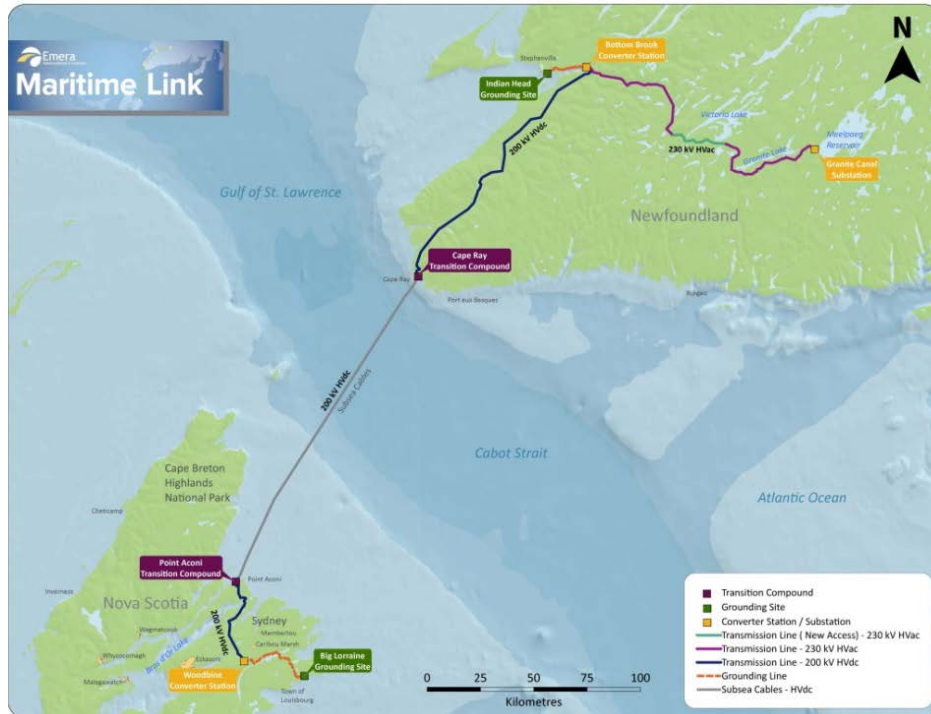 Emera
Maritime Link
N
Stephenville
Bottom Brook
Converter Station
Indian Head
Grounding Site
200 kV HVdc
Victoria Lake
230 kV HVac
Granite Lake
Meelpaeg
Reservoir
Granite Canal
Substation
Gulf of St. Lawrence
Newfoundland
Cape Ray
Transition Compound
Cape Ray
Port aux Basques
Burgeo
200 kV HVdc
Subsea Cables
Cabot Strait
Atlantic Ocean
Cape Breton
Highlands
National Park
Cheticamp
Point Aconi
Transition Compound
Point Aconi
Inverness
Nova Scotia
200 kV HVdc
Sydney
Membertou
Caribou Marsh
Wagmatcook
Whycocomagh
Bras d'Or Lake
Eskasoni
Malagawatch
Woodbine
Converter Station
Big Lorraine
Grounding Site
Town of
Louisbourg
0 25 50 75 100
Kilometres
Transition Compound
Grounding Site
Converter Station / Substation
Transmission Line ( New Access) - 230 kV HVac
Transmission Line - 230 kV HVac
Transmission Line - 200 kV HVdc
Grounding Line
Subsea Cables - HVdc